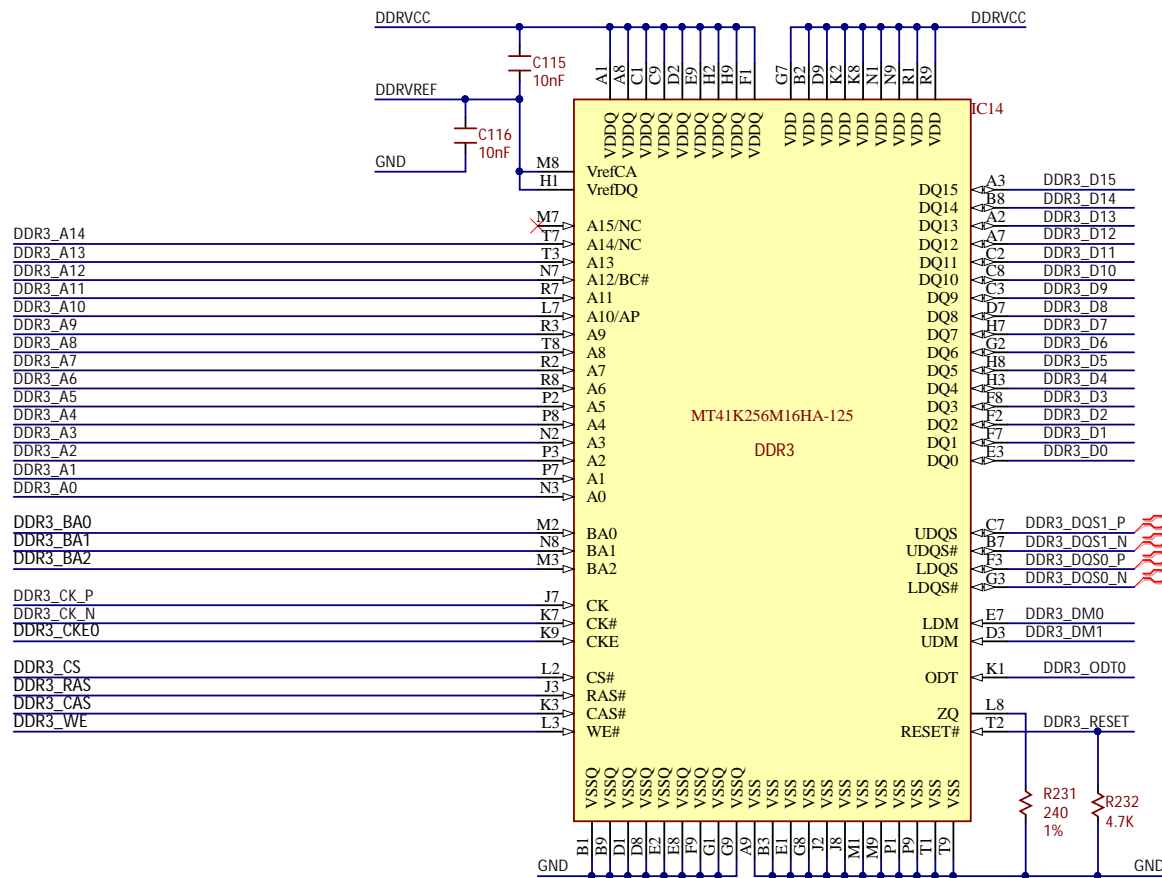 DDRVCC
DDRVCC
C115
10nF
DDRVREF
C116
10nF
GND
A1 A8 C1 C9 D2 E9 H2 H9 F1
G7 B2 D9 K2 K8 N1 N9 R1 R9
IC14
VDDQ VDDQ VDDQ VDDQ VDDQ VDDQ VDDQ VDDQ VDDQ
VDD VDD VDD VDD VDD VDD VDD VDD VDD
M8 VrefCA
H1 VrefDQ
M7 A15/NC
DDR3_A14 T7 A14/NC
DDR3_A13 T3 A13
DDR3_A12 N7 A12/BC#
DDR3_A11 R7 A11
DDR3_A10 L7 A10/AP
DDR3_A9 R3 A9
DDR3_A8 T8 A8
DDR3_A7 R2 A7
DDR3_A6 R8 A6
DDR3_A5 P2 A5
DDR3_A4 P8 A4
DDR3_A3 N2 A3
DDR3_A2 P3 A2
DDR3_A1 P7 A1
DDR3_A0 N3 A0
DDR3_BA0 M2 BA0
DDR3_BA1 N8 BA1
DDR3_BA2 M3 BA2
DDR3_CK_P J7 CK
DDR3_CK_N K7 CK#
DDR3_CKE0 K9 CKE
DDR3_CS L2 CS#
DDR3_RAS J3 RAS#
DDR3_CAS K3 CAS#
DDR3_WE L3 WE#
MT41K256M16HA-125
DDR3
DQ15 A3 DDR3_D15
DQ14 B8 DDR3_D14
DQ13 A2 DDR3_D13
DQ12 A7 DDR3_D12
DQ11 C2 DDR3_D11
DQ10 C8 DDR3_D10
DQ9 C3 DDR3_D9
DQ8 D7 DDR3_D8
DQ7 H7 DDR3_D7
DQ6 G2 DDR3_D6
DQ5 H8 DDR3_D5
DQ4 H3 DDR3_D4
DQ3 F8 DDR3_D3
DQ2 F2 DDR3_D2
DQ1 F7 DDR3_D1
DQ0 E3 DDR3_D0
UDQS C7 DDR3_DQS1_P
UDQS# B7 DDR3_DQS1_N
LDQS F3 DDR3_DQS0_P
LDQS# G3 DDR3_DQS0_N
LDM E7 DDR3_DM0
UDM D3 DDR3_DM1
ODT K1 DDR3_ODT0
ZQ L8
RESET# T2 DDR3_RESET
R231
240
1%
R232
4.7K
VSSQ VSSQ VSSQ VSSQ VSSQ VSSQ VSSQ VSSQ VSSQ
VSS VSS VSS VSS VSS VSS VSS VSS VSS VSS VSS VSS
B1 B9 D1 D8 E2 E8 F9 G1 G9
A9 B3 E1 G8 J2 J8 M1 M9 P1 P9 T1 T9
GND
GND